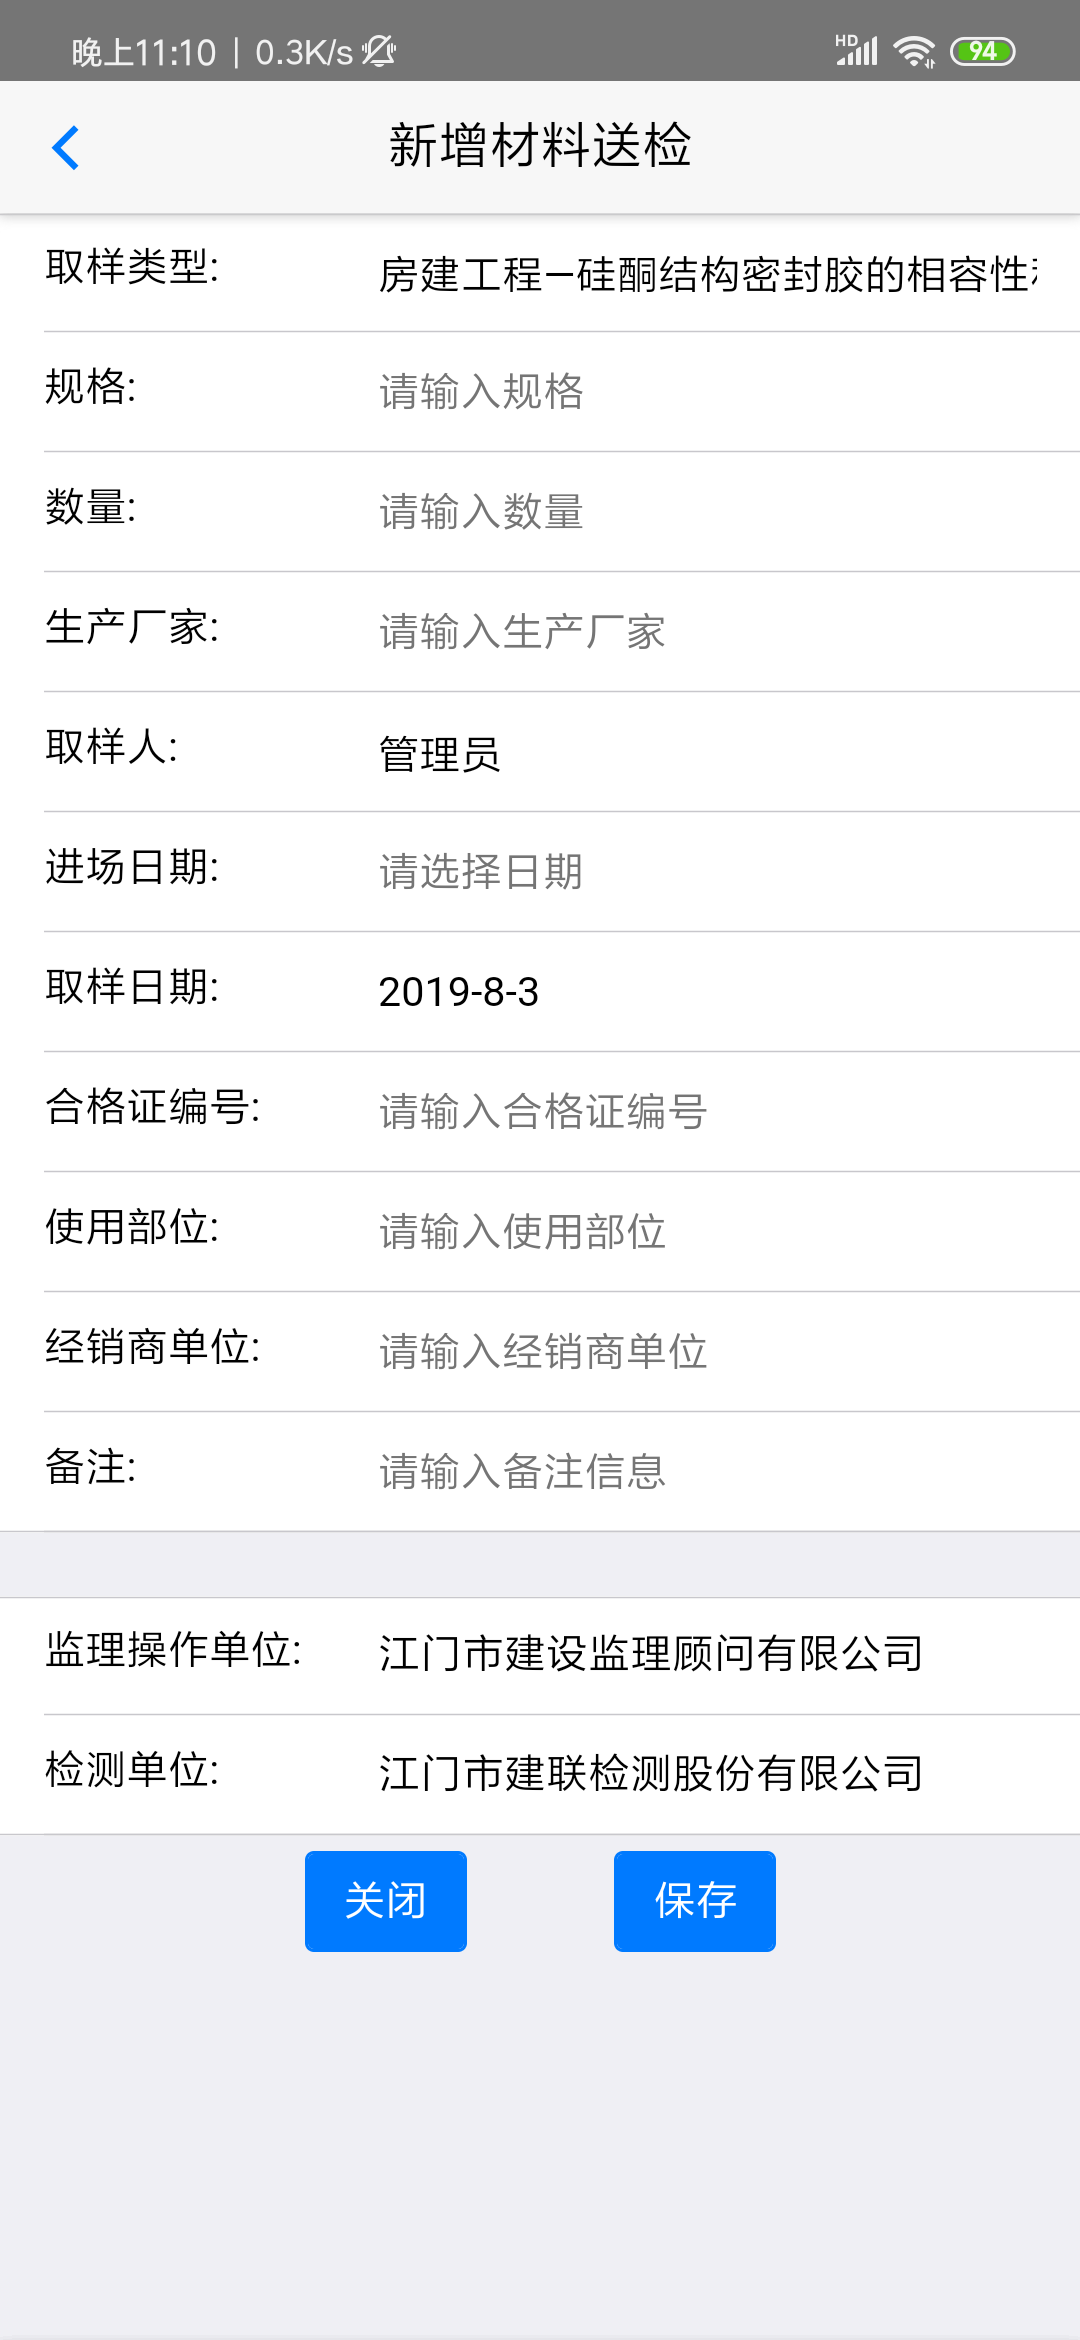 晚上11:10 | 0.3K/s
HD
94
新增材料送检
取样类型: 房建工程—硅酮结构密封胶的相容性
规格: 请输入规格
数量: 请输入数量
生产厂家: 请输入生产厂家
取样人: 管理员
进场日期: 请选择日期
取样日期: 2019-8-3
合格证编号: 请输入合格证编号
使用部位: 请输入使用部位
经销商单位: 请输入经销商单位
备注: 请输入备注信息
监理操作单位: 江门市建设监理顾问有限公司
检测单位: 江门市建联检测股份有限公司
关闭 保存